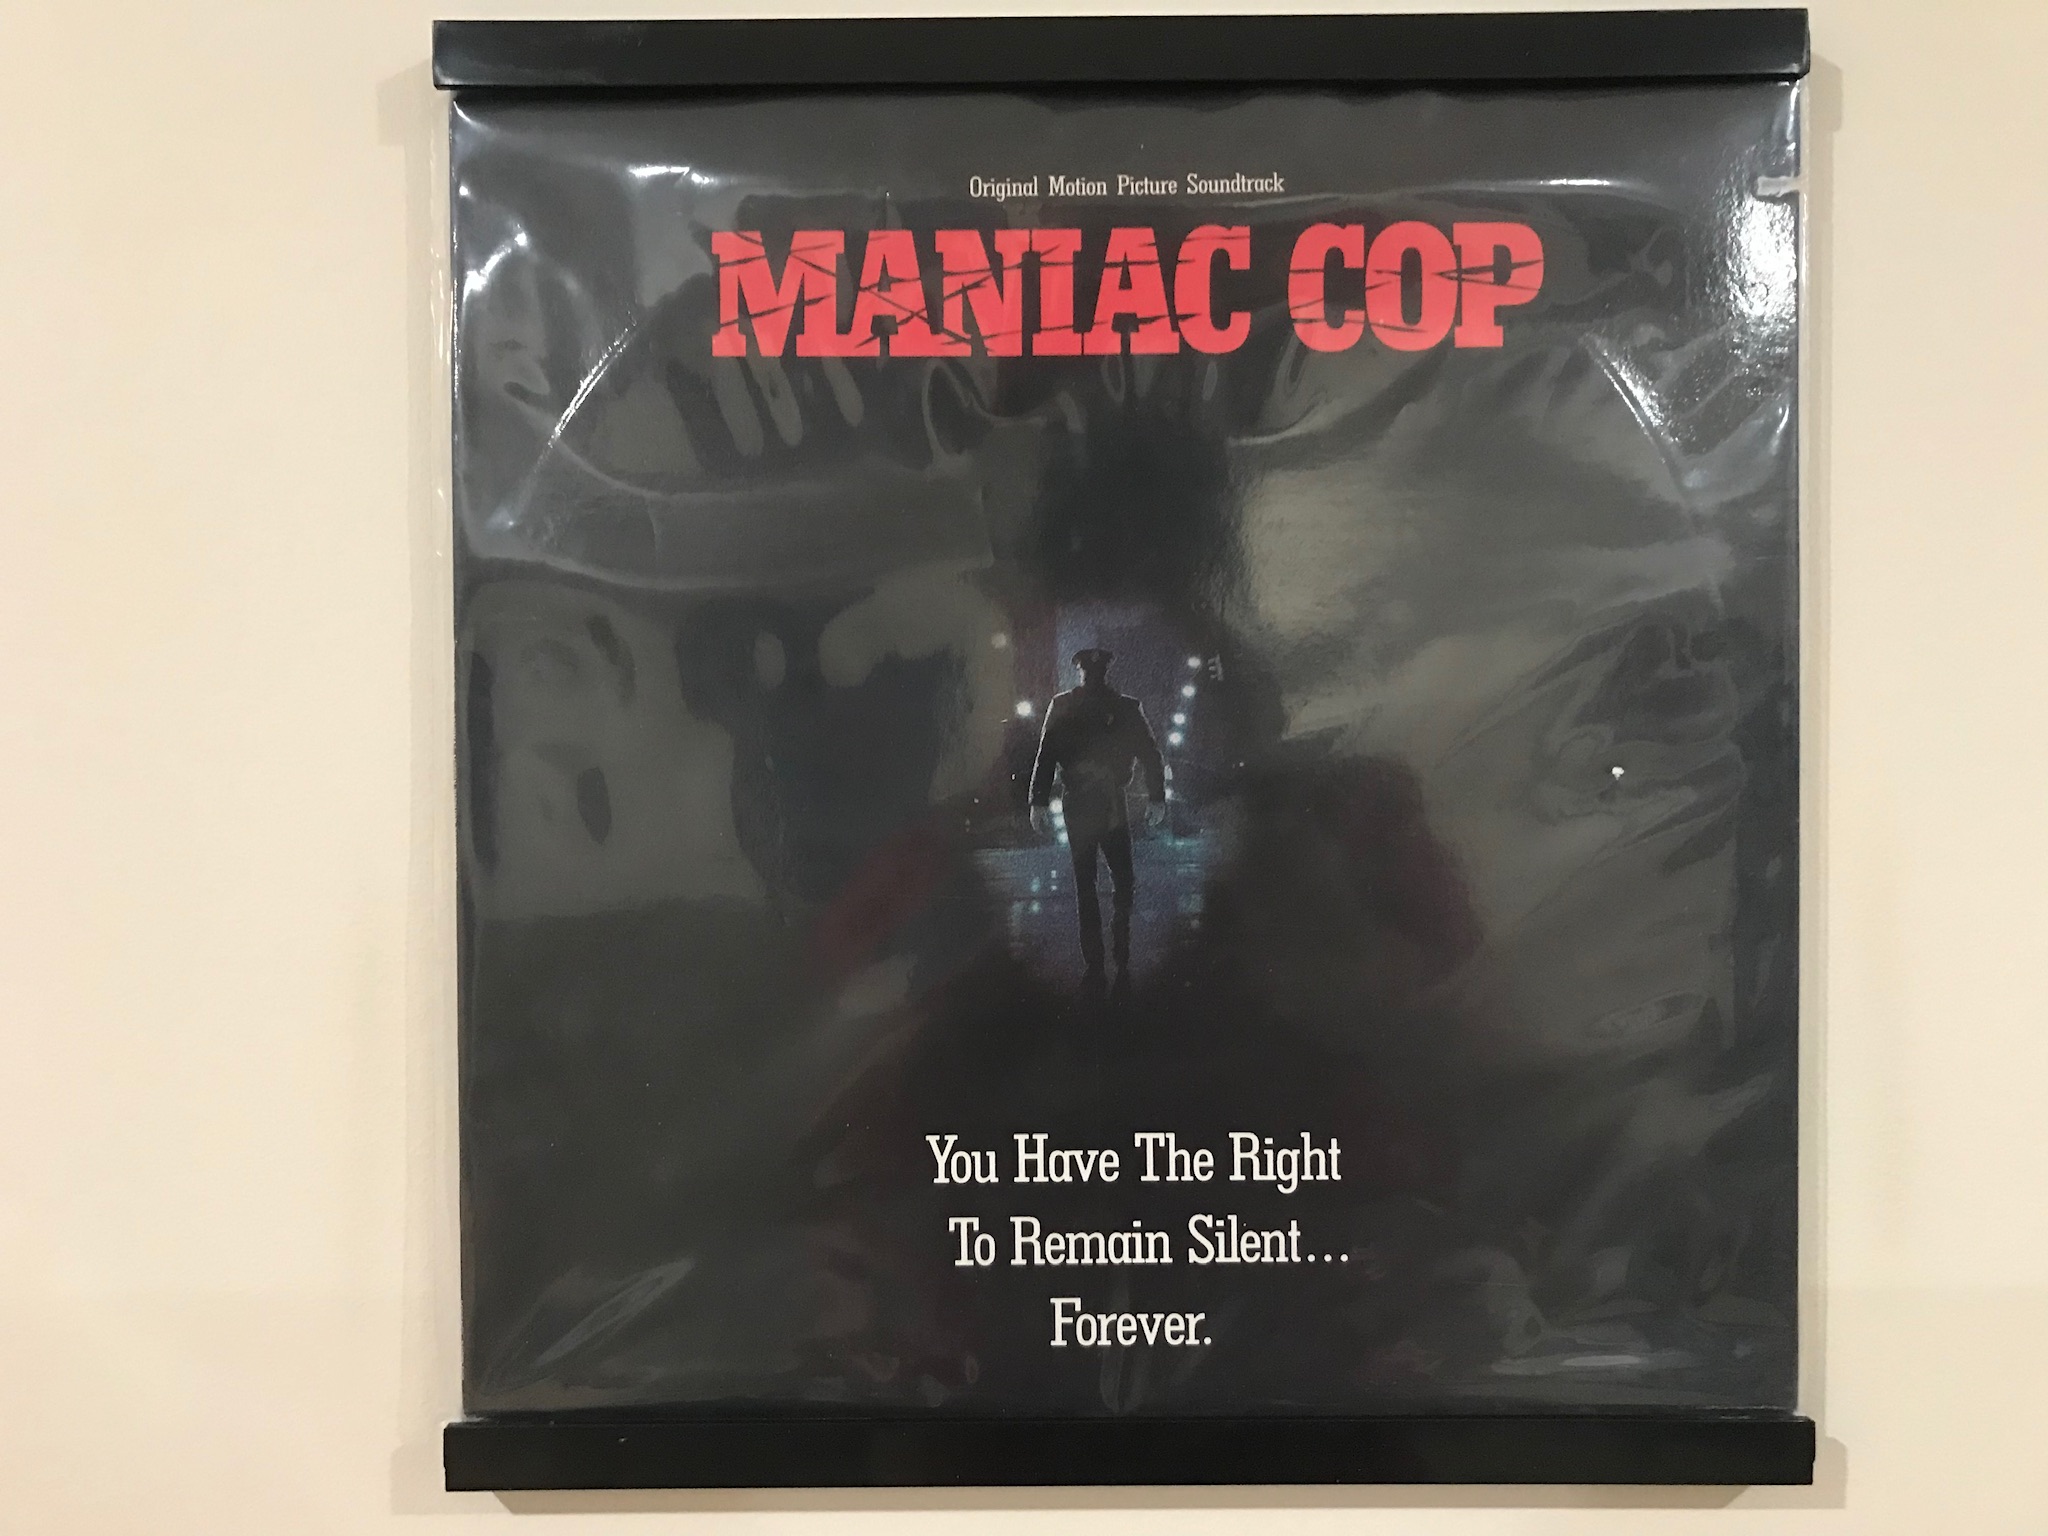 Original Motion Picture Soundtrack
MANIAC COP
You Have The Right
To Remain Silent...
Forever.